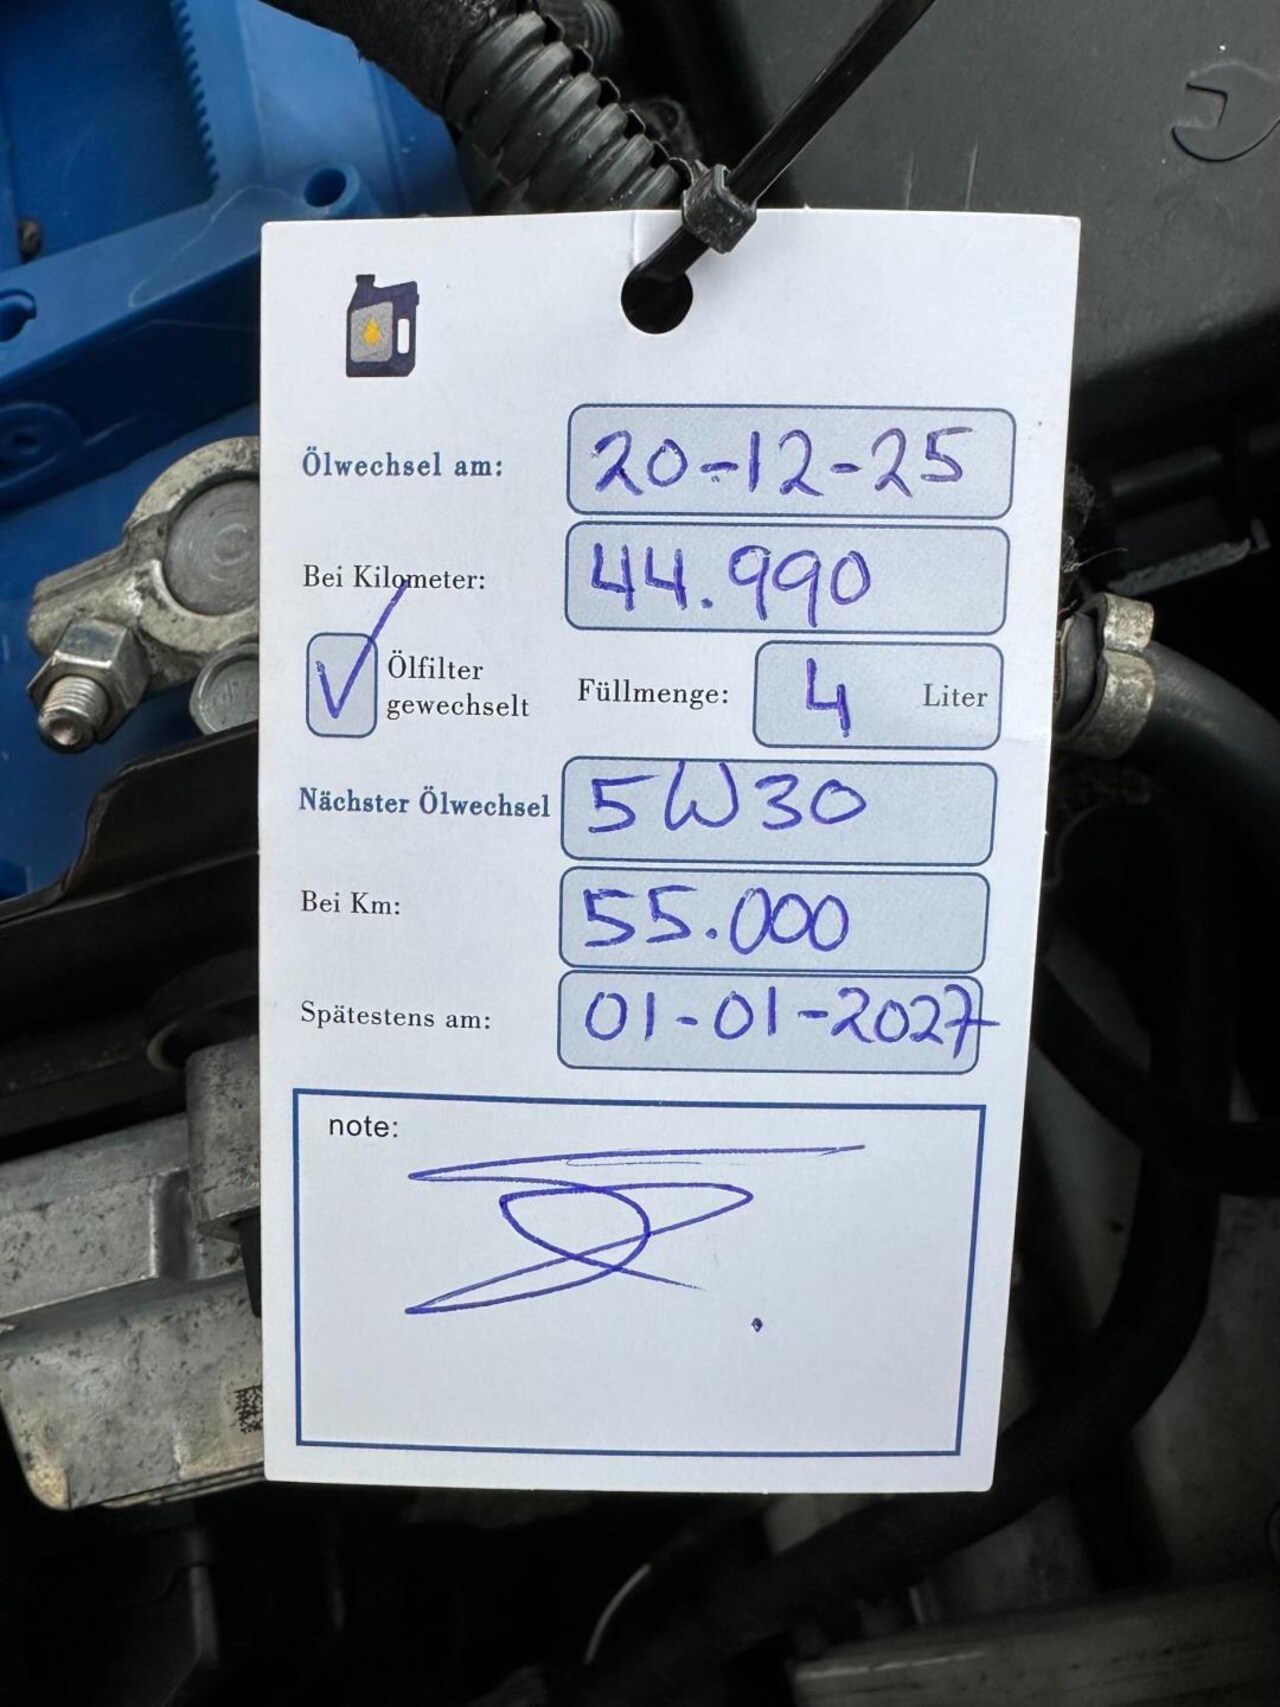 Ölwechsel am: 20-12-25
Bei Kilometer: 44.990
Ölfilter
gewechselt
Füllmenge: 4 Liter
Nächster Ölwechsel 5W30
Bei Km: 55.000
Spätestens am: 01-01-2027
note: